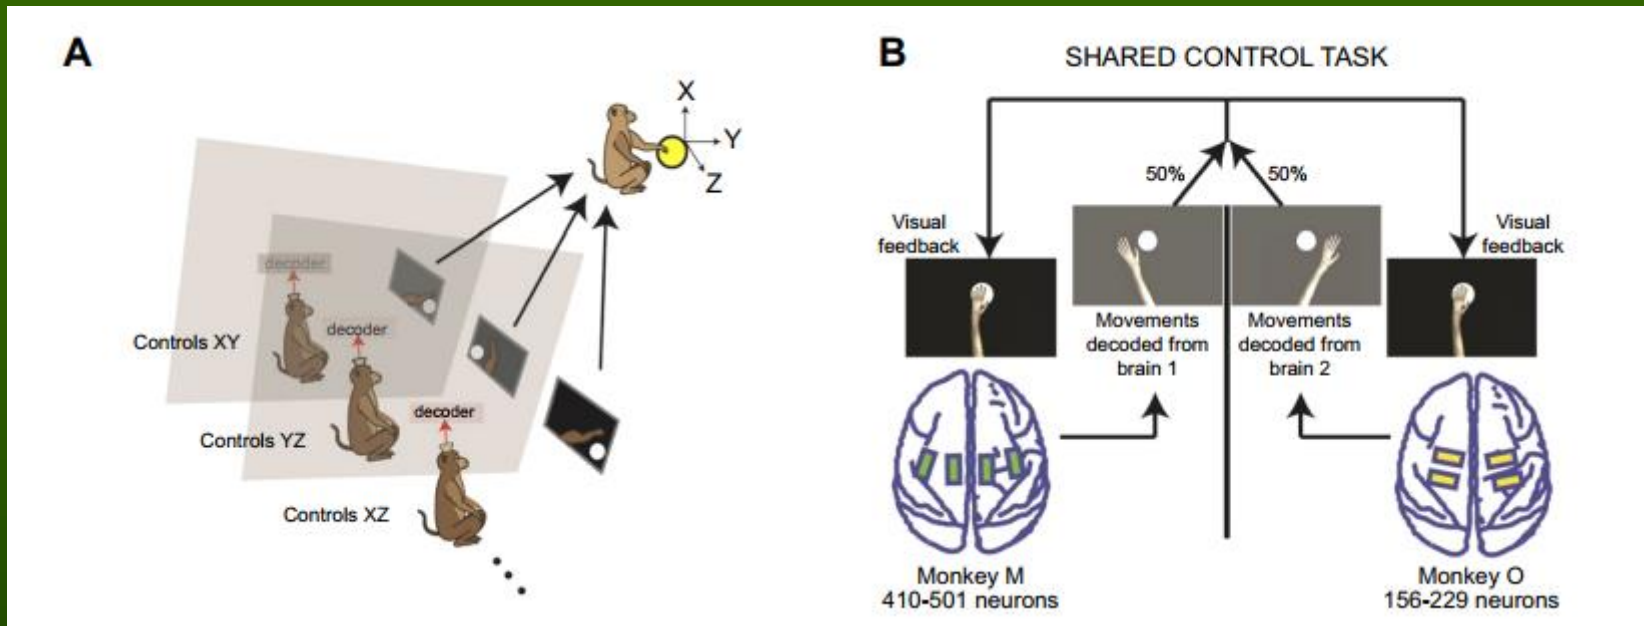 A
X
Y
Z
decoder
Controls XY
decoder
Controls YZ
decoder
Controls XZ
B
SHARED CONTROL TASK
50%
50%
Visual
feedback
Visual
feedback
Movements
decoded from
brain 1
Movements
decoded from
brain 2
Monkey M
410-501 neurons
Monkey O
156-229 neurons